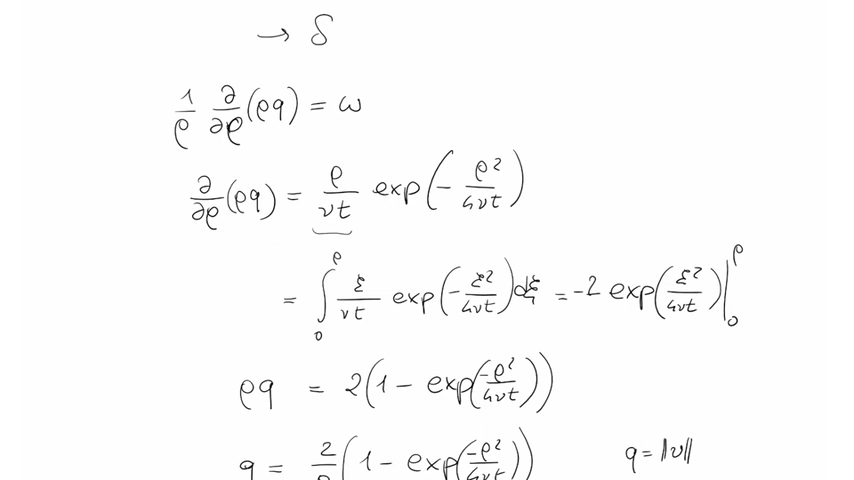 → δ
1/ρ ∂/∂ρ (ρq) = ω
∂/∂ρ (ρq) = ρ/νt exp(- ρ²/4νt)
= ∫₀^ρ ξ/νt exp(- ξ²/4νt) dξ = -2 exp(ξ²/4νt)|₀^ρ
ρq = 2(1 - exp(-ρ²/4νt))
q = 2/ρ (1 - exp(-ρ²/4νt)) q = ‖v‖